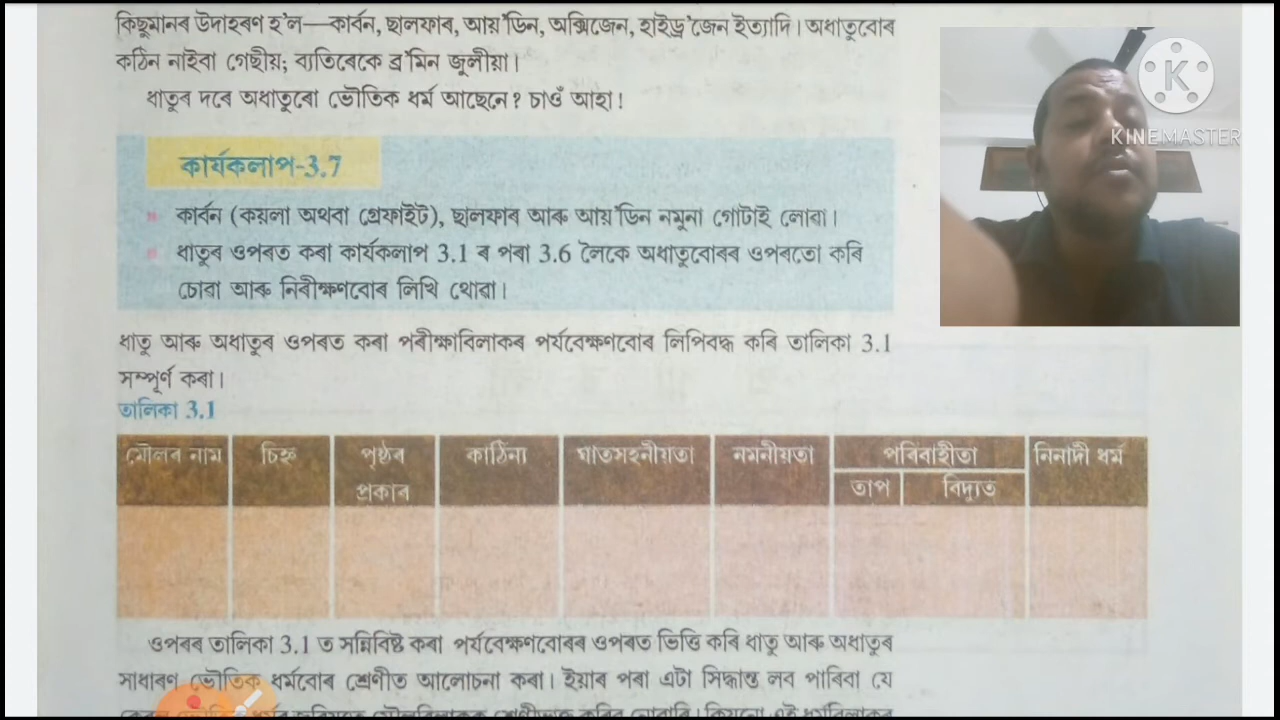 কিছুমানৰ উদাহৰণ হ'ল—কাৰ্বন, ছালফাৰ, আয়'ডিন, অক্সিজেন, হাইড্ৰ'জেন ইত্যাদি। অধাতুবোৰ
কঠিন নাইবা গেছীয়; ব্যতিৰেকে ব্ৰ'মিন জুলীয়া।
ধাতুৰ দৰে অধাতুৰো ভৌতিক ধৰ্ম আছেনে? চাওঁ আহা!
KINEMASTER
কাৰ্যকলাপ-3.7
কাৰ্বন (কয়লা অথবা গ্ৰেফাইট), ছালফাৰ আৰু আয়'ডিন নমুনা গোটাই লোৱা।
ধাতুৰ ওপৰত কৰা কাৰ্যকলাপ 3.1 ৰ পৰা 3.6 লৈকে অধাতুবোৰৰ ওপৰতো কৰি
চোৱা আৰু নিৰীক্ষণবোৰ লিখি থোৱা।
ধাতু আৰু অধাতুৰ ওপৰত কৰা পৰীক্ষাবিলাকৰ পৰ্যবেক্ষণবোৰ লিপিবদ্ধ কৰি তালিকা 3.1
সম্পূৰ্ণ কৰা।
তালিকা 3.1
মৌলৰ নাম চিহ্ন পৃষ্ঠৰ কাঠিন্য ঘাতসহনীয়তা নমনীয়তা পৰিবাহীতা নিনাদী ধৰ্ম
প্ৰকাৰ তাপ বিদ্যুত
ওপৰৰ তালিকা 3.1 ত সন্নিবিষ্ট কৰা পৰ্যবেক্ষণবোৰৰ ওপৰত ভিত্তি কৰি ধাতু আৰু অধাতুৰ
সাধাৰণ ভৌতিক ধৰ্মবোৰ শ্ৰেণীত আলোচনা কৰা। ইয়াৰ পৰা এটা সিদ্ধান্ত লব পাৰিবা যে